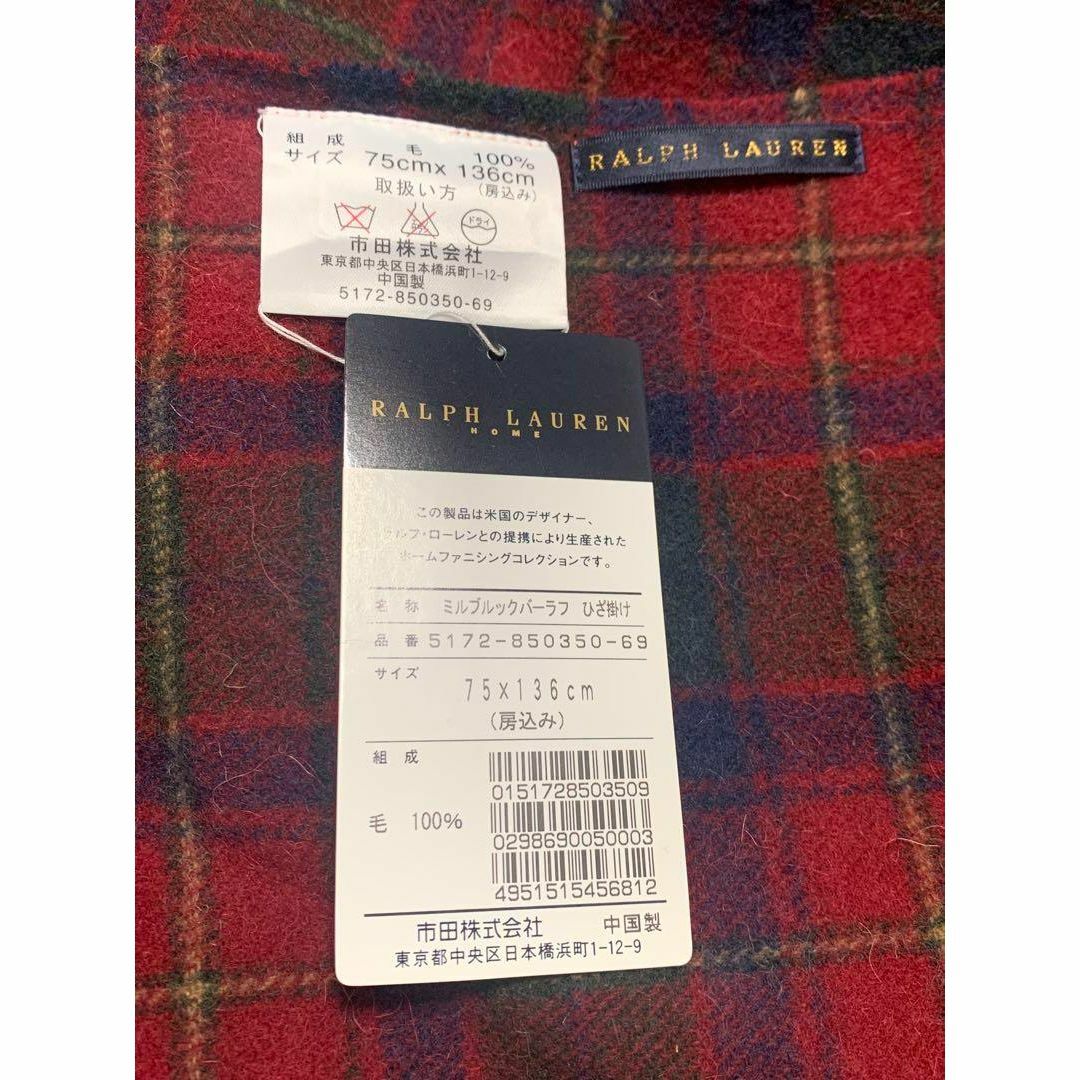 組成 毛 100%
サイズ 75cmx 136cm
取扱い方 (房込み)
ドライ
市田株式会社
東京都中央区日本橋浜町1-12-9
中国製
5172-850350-69
RALPH LAUREN
RALPH LAUREN
HOME
この製品は米国のデザイナー、
ルフ・ローレンとの提携により生産された
ホームファニシングコレクションです。
名称 ミルブルックバーラフ ひざ掛け
品番 5172-850350-69
サイズ
75x136cm
(房込み)
組成
毛 100%
0151728503509
0298690050003
4951515456812
市田株式会社 中国製
東京都中央区日本橋浜町1-12-9